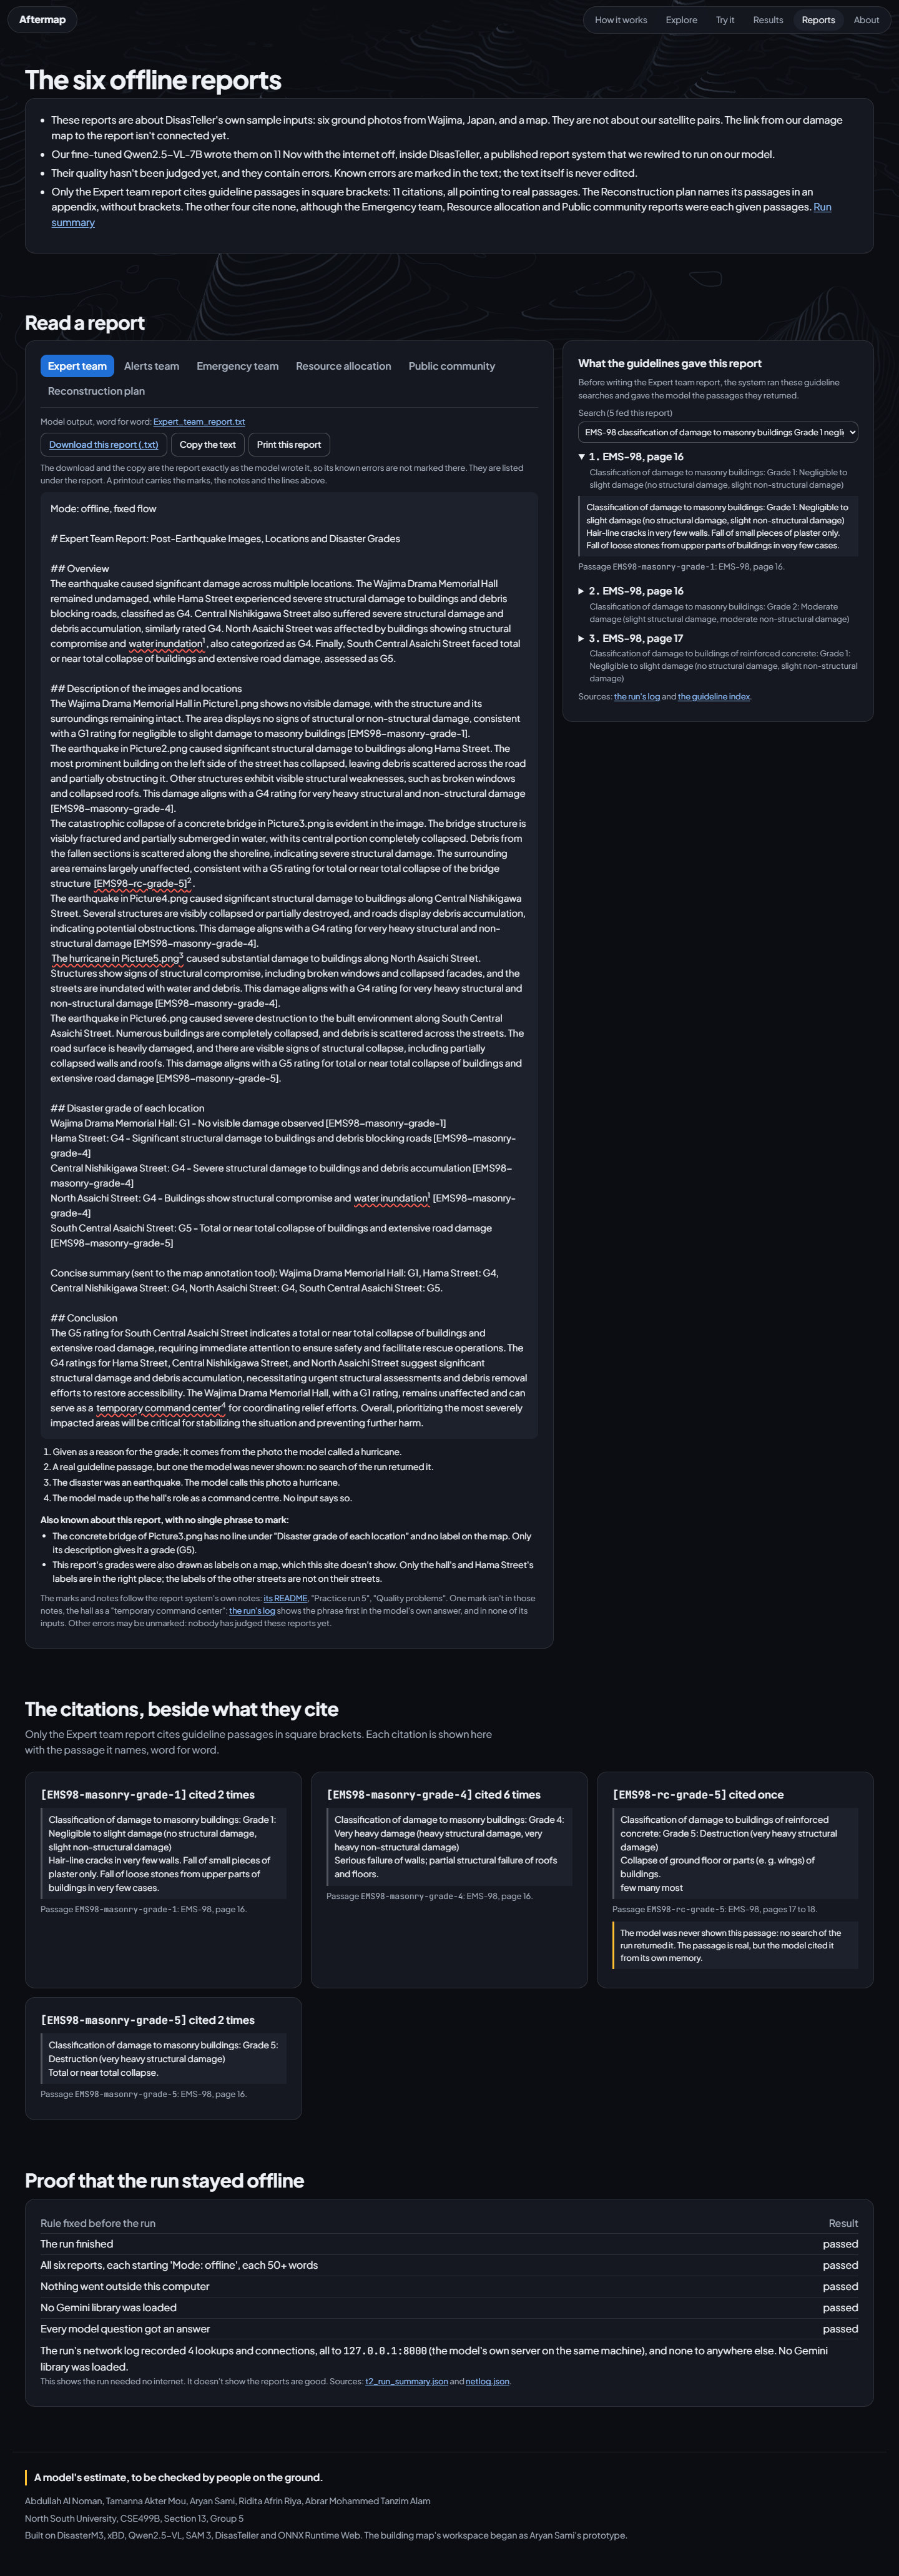 Aftermap
How it works Explore Try it Results Reports About
The six offline reports
• These reports are about DisasTeller's own sample inputs: six ground photos from Wajima, Japan, and a map. They are not about our satellite pairs. The link from our damage
map to the report isn't connected yet.
• Our fine-tuned Qwen2.5-VL-7B wrote them on 11 Nov with the internet off, inside DisasTeller, a published report system that we rewired to run on our model.
• Their quality hasn't been judged yet, and they contain errors. Known errors are marked in the text; the text itself is never edited.
• Only the Expert team report cites guideline passages in square brackets: 11 citations, all pointing to real passages. The Reconstruction plan names its passages in an
appendix, without brackets. The other four cite none, although the Emergency team, Resource allocation and Public community reports were each given passages. Run
summary
Read a report
Expert team Alerts team Emergency team Resource allocation Public community
Reconstruction plan
Model output, word for word: Expert_team_report.txt
Download this report (.txt) Copy the text Print this report
The download and the copy are the report exactly as the model wrote it, so its known errors are not marked there. They are listed
under the report. A printout carries the marks, the notes and the lines above.
Mode: offline, fixed flow
# Expert Team Report: Post-Earthquake Images, Locations and Disaster Grades
## Overview
The earthquake caused significant damage across multiple locations. The Wajima Drama Memorial Hall
remained undamaged, while Hama Street experienced severe structural damage to buildings and debris
blocking roads, classified as G4. Central Nishikigawa Street also suffered severe structural damage and
debris accumulation, similarly rated G4. North Asaichi Street was affected by buildings showing structural
compromise and water inundation1, also categorized as G4. Finally, South Central Asaichi Street faced total
or near total collapse of buildings and extensive road damage, assessed as G5.
## Description of the images and locations
The Wajima Drama Memorial Hall in Picture1.png shows no visible damage, with the structure and its
surroundings remaining intact. The area displays no signs of structural or non-structural damage, consistent
with a G1 rating for negligible to slight damage to masonry buildings [EMS98-masonry-grade-1].
The earthquake in Picture2.png caused significant structural damage to buildings along Hama Street. The
most prominent building on the left side of the street has collapsed, leaving debris scattered across the road
and partially obstructing it. Other structures exhibit visible structural weaknesses, such as broken windows
and collapsed roofs. This damage aligns with a G4 rating for very heavy structural and non-structural damage
[EMS98-masonry-grade-4].
The catastrophic collapse of a concrete bridge in Picture3.png is evident in the image. The bridge structure is
visibly fractured and partially submerged in water, with its central portion completely collapsed. Debris from
the fallen sections is scattered along the shoreline, indicating severe structural damage. The surrounding
area remains largely unaffected, consistent with a G5 rating for total or near total collapse of the bridge
structure [EMS98-rc-grade-5]2.
The earthquake in Picture4.png caused significant structural damage to buildings along Central Nishikigawa
Street. Several structures are visibly collapsed or partially destroyed, and roads display debris accumulation,
indicating potential obstructions. This damage aligns with a G4 rating for very heavy structural and non-
structural damage [EMS98-masonry-grade-4].
The hurricane in Picture5.png3 caused substantial damage to buildings along North Asaichi Street.
Structures show signs of structural compromise, including broken windows and collapsed facades, and the
streets are inundated with water and debris. This damage aligns with a G4 rating for very heavy structural and
non-structural damage [EMS98-masonry-grade-4].
The earthquake in Picture6.png caused severe destruction to the built environment along South Central
Asaichi Street. Numerous buildings are completely collapsed, and debris is scattered across the streets. The
road surface is heavily damaged, and there are visible signs of structural collapse, including partially
collapsed walls and roofs. This damage aligns with a G5 rating for total or near total collapse of buildings and
extensive road damage [EMS98-masonry-grade-5].
## Disaster grade of each location
Wajima Drama Memorial Hall: G1 - No visible damage observed [EMS98-masonry-grade-1]
Hama Street: G4 - Significant structural damage to buildings and debris blocking roads [EMS98-masonry-
grade-4]
Central Nishikigawa Street: G4 - Severe structural damage to buildings and debris accumulation [EMS98-
masonry-grade-4]
North Asaichi Street: G4 - Buildings show structural compromise and water inundation1 [EMS98-masonry-
grade-4]
South Central Asaichi Street: G5 - Total or near total collapse of buildings and extensive road damage
[EMS98-masonry-grade-5]
Concise summary (sent to the map annotation tool): Wajima Drama Memorial Hall: G1, Hama Street: G4,
Central Nishikigawa Street: G4, North Asaichi Street: G4, South Central Asaichi Street: G5.
## Conclusion
The G5 rating for South Central Asaichi Street indicates a total or near total collapse of buildings and
extensive road damage, requiring immediate attention to ensure safety and facilitate rescue operations. The
G4 ratings for Hama Street, Central Nishikigawa Street, and North Asaichi Street suggest significant
structural damage and debris accumulation, necessitating urgent structural assessments and debris removal
efforts to restore accessibility. The Wajima Drama Memorial Hall, with a G1 rating, remains unaffected and can
serve as a temporary command center4 for coordinating relief efforts. Overall, prioritizing the most severely
impacted areas will be critical for stabilizing the situation and preventing further harm.
1. Given as a reason for the grade; it comes from the photo the model called a hurricane.
2. A real guideline passage, but one the model was never shown: no search of the run returned it.
3. The disaster was an earthquake. The model calls this photo a hurricane.
4. The model made up the hall's role as a command centre. No input says so.
Also known about this report, with no single phrase to mark:
• The concrete bridge of Picture3.png has no line under "Disaster grade of each location" and no label on the map. Only
its description gives it a grade (G5).
• This report's grades were also drawn as labels on a map, which this site doesn't show. Only the hall's and Hama Street's
labels are in the right place; the labels of the other streets are not on their streets.
The marks and notes follow the report system's own notes: its README, "Practice run 5", "Quality problems". One mark isn't in those
notes, the hall as a "temporary command center": the run's log shows the phrase first in the model's own answer, and in none of its
inputs. Other errors may be unmarked: nobody has judged these reports yet.
What the guidelines gave this report
Before writing the Expert team report, the system ran these guideline
searches and gave the model the passages they returned.
Search (5 fed this report)
EMS-98 classification of damage to masonry buildings Grade 1 negli
▼ 1. EMS-98, page 16
Classification of damage to masonry buildings: Grade 1: Negligible to
slight damage (no structural damage, slight non-structural damage)
Classification of damage to masonry buildings: Grade 1: Negligible to
slight damage (no structural damage, slight non-structural damage)
Hair-line cracks in very few walls. Fall of small pieces of plaster only.
Fall of loose stones from upper parts of buildings in very few cases.
Passage EMS98-masonry-grade-1: EMS-98, page 16.
▶ 2. EMS-98, page 16
Classification of damage to masonry buildings: Grade 2: Moderate
damage (slight structural damage, moderate non-structural damage)
▶ 3. EMS-98, page 17
Classification of damage to buildings of reinforced concrete: Grade 1:
Negligible to slight damage (no structural damage, slight non-structural
damage)
Sources: the run's log and the guideline index.
The citations, beside what they cite
Only the Expert team report cites guideline passages in square brackets. Each citation is shown here
with the passage it names, word for word.
[EMS98-masonry-grade-1] cited 2 times
Classification of damage to masonry buildings: Grade 1:
Negligible to slight damage (no structural damage,
slight non-structural damage)
Hair-line cracks in very few walls. Fall of small pieces of
plaster only. Fall of loose stones from upper parts of
buildings in very few cases.
Passage EMS98-masonry-grade-1: EMS-98, page 16.
[EMS98-masonry-grade-4] cited 6 times
Classification of damage to masonry buildings: Grade 4:
Very heavy damage (heavy structural damage, very
heavy non-structural damage)
Serious failure of walls; partial structural failure of roofs
and floors.
Passage EMS98-masonry-grade-4: EMS-98, page 16.
[EMS98-rc-grade-5] cited once
Classification of damage to buildings of reinforced
concrete: Grade 5: Destruction (very heavy structural
damage)
Collapse of ground floor or parts (e. g. wings) of
buildings.
few many most
Passage EMS98-rc-grade-5: EMS-98, pages 17 to 18.
The model was never shown this passage: no search of the
run returned it. The passage is real, but the model cited it
from its own memory.
[EMS98-masonry-grade-5] cited 2 times
Classification of damage to masonry buildings: Grade 5:
Destruction (very heavy structural damage)
Total or near total collapse.
Passage EMS98-masonry-grade-5: EMS-98, page 16.
Proof that the run stayed offline
Rule fixed before the run Result
The run finished passed
All six reports, each starting 'Mode: offline', each 50+ words passed
Nothing went outside this computer passed
No Gemini library was loaded passed
Every model question got an answer passed
The run's network log recorded 4 lookups and connections, all to 127.0.0.1:8000 (the model's own server on the same machine), and none to anywhere else. No Gemini
library was loaded.
This shows the run needed no internet. It doesn't show the reports are good. Sources: t2_run_summary.json and netlog.json.
A model's estimate, to be checked by people on the ground.
Abdullah Al Noman, Tamanna Akter Mou, Aryan Sami, Ridita Afrin Riya, Abrar Mohammed Tanzim Alam
North South University, CSE499B, Section 13, Group 5
Built on DisasterM3, xBD, Qwen2.5-VL, SAM 3, DisasTeller and ONNX Runtime Web. The building map's workspace began as Aryan Sami's prototype.